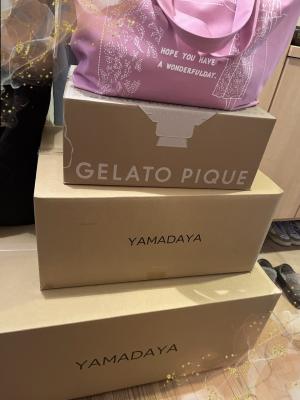 HOPE YOU HAVE
A WONDERFULDAY.
GELATO PIQUE
YAMADAYA
YAMADAYA